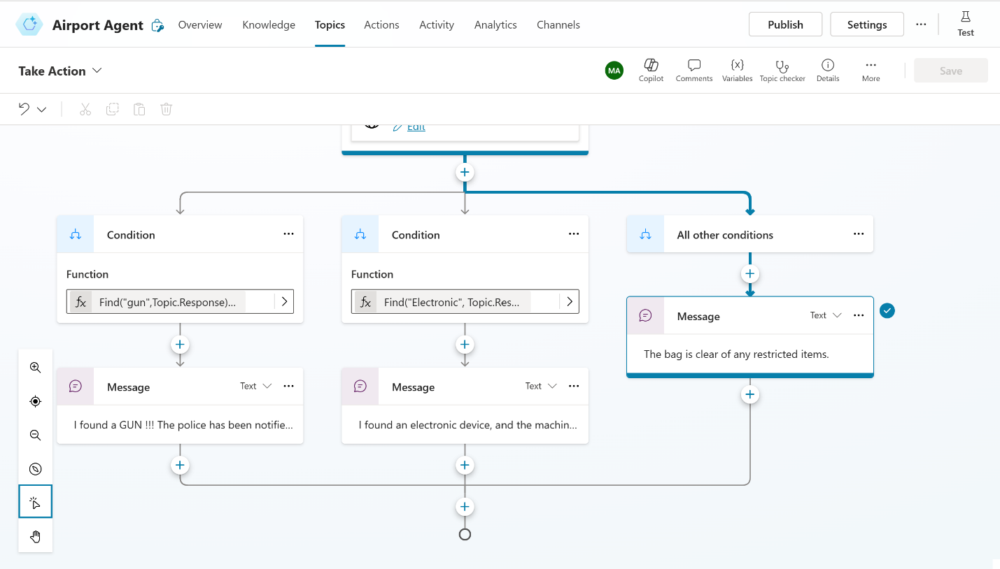 Airport Agent
Overview
Knowledge
Topics
Actions
Activity
Analytics
Channels
Publish
Settings
Test
Take Action
MA
Copilot
Comments
{x}
Variables
Topic checker
Details
More
Save
Edit
Condition
Condition
All other conditions
Function
Function
fx Find("gun",Topic.Response)...
fx Find("Electronic", Topic.Res...
Message Text
The bag is clear of any restricted items.
Message Text
Message Text
I found a GUN !!! The police has been notifie...
I found an electronic device, and the machin...